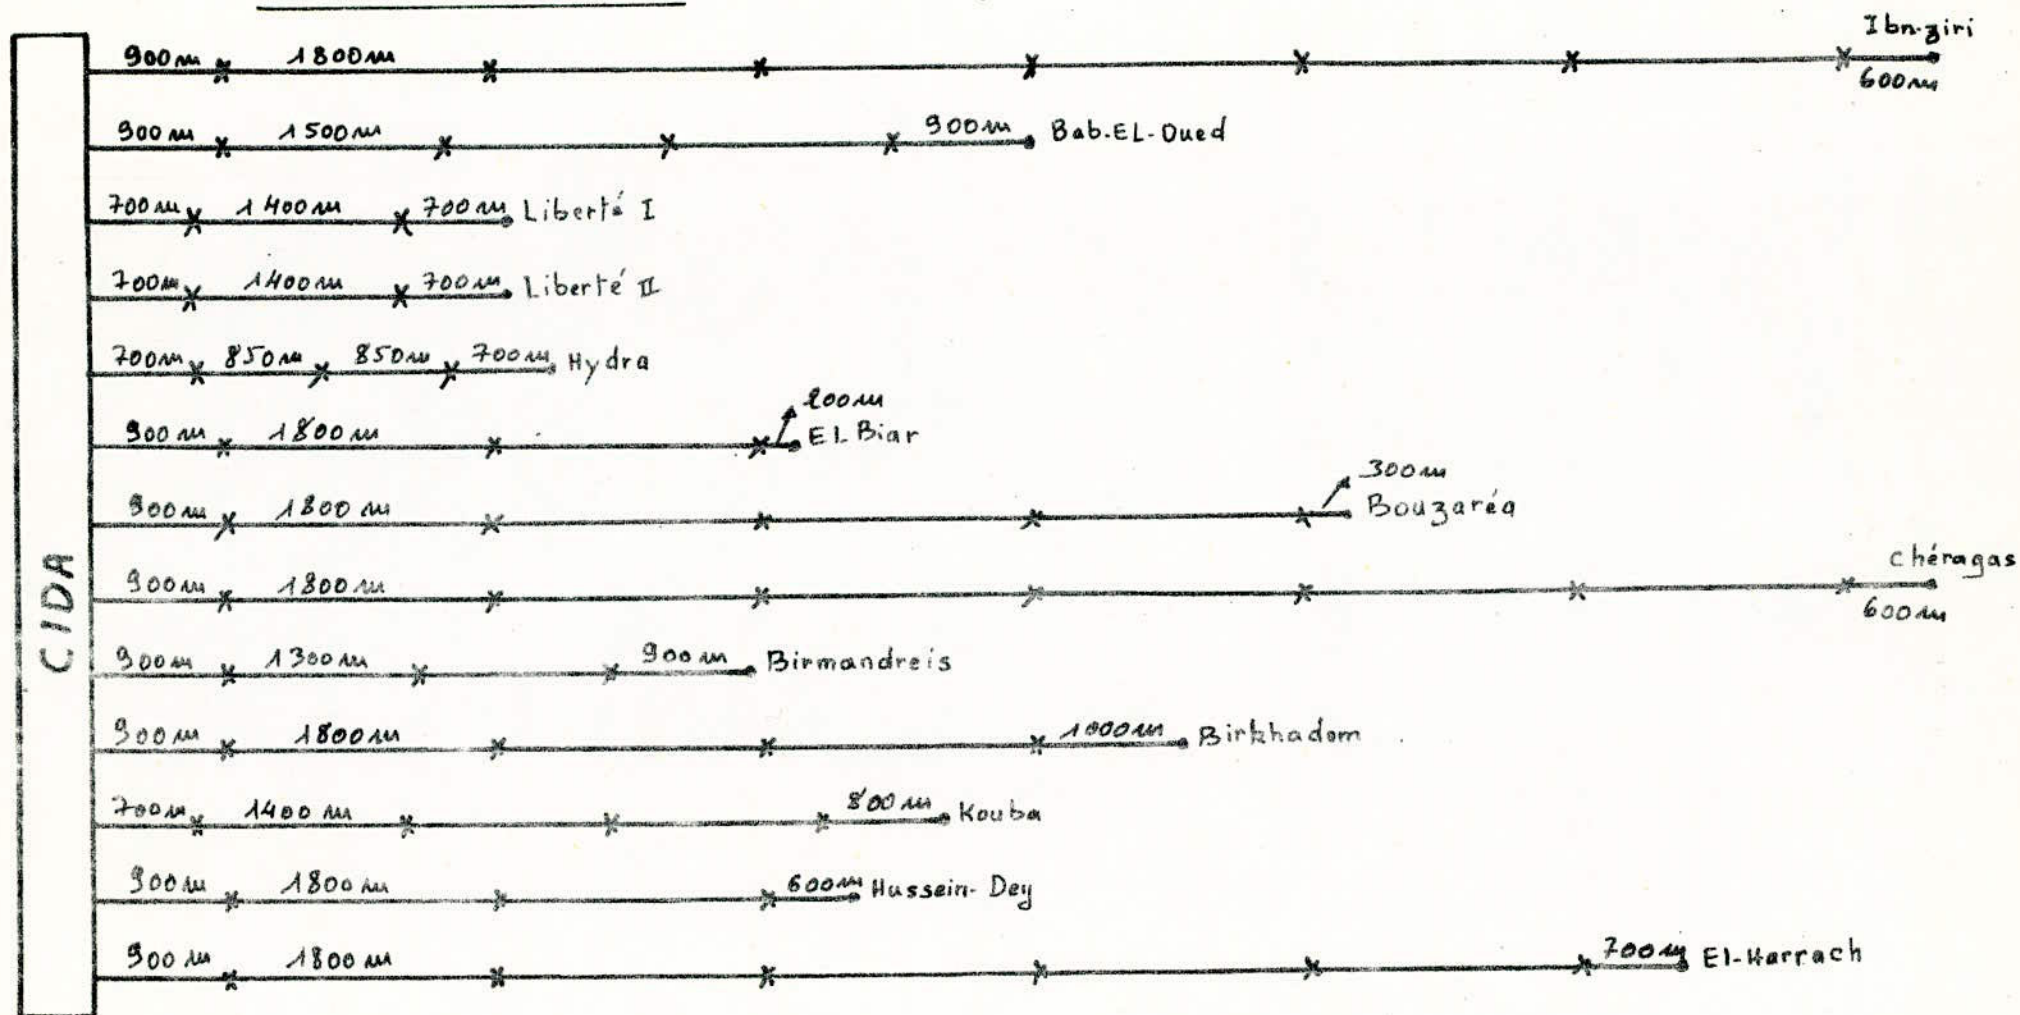 Ibn-ziri
900m 1800m 600m
900m 1500m 900m Bab-EL-Oued
700m 1400m 700m Liberté I
700m 1400m 700m Liberté II
700m 850m 850m 700m Hydra
200m
900m 1800m EL Biar
300m
900m 1800m Bouzaréa
Chéragas
900m 1800m 600m
CIDA
900m 1300m 900m Birmandreis
900m 1800m 1000m Birkhadem
700m 1400m 800m Kouba
900m 1800m 600m Hussein-Dey
900m 1800m 700m El-Harrach